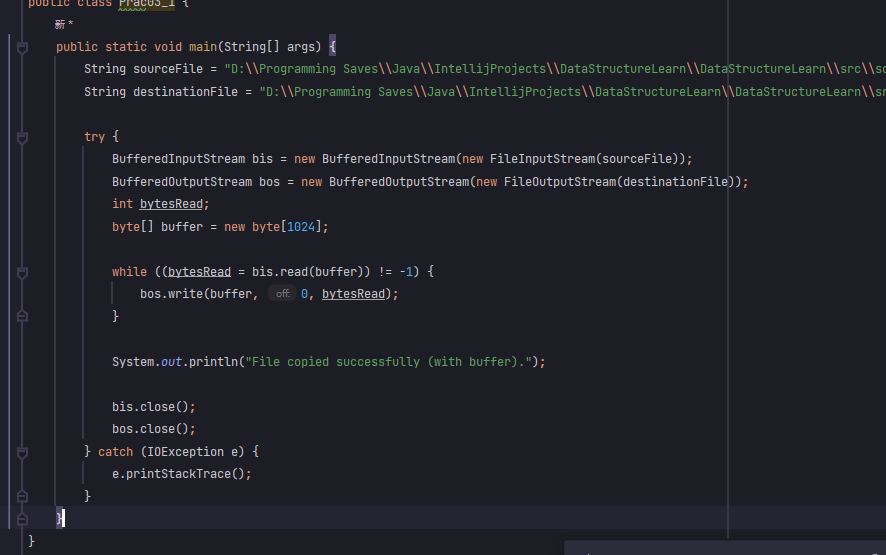 public class Prac03_1 {
新 *
public static void main(String[] args) {
String sourceFile = "D:\\Programming Saves\\Java\\IntellijProjects\\DataStructureLearn\\DataStructureLearn\\src\\so
String destinationFile = "D:\\Programming Saves\\Java\\IntellijProjects\\DataStructureLearn\\DataStructureLearn\\sr
try {
BufferedInputStream bis = new BufferedInputStream(new FileInputStream(sourceFile));
BufferedOutputStream bos = new BufferedOutputStream(new FileOutputStream(destinationFile));
int bytesRead;
byte[] buffer = new byte[1024];
while ((bytesRead = bis.read(buffer)) != -1) {
bos.write(buffer, off: 0, bytesRead);
}
System.out.println("File copied successfully (with buffer).");
bis.close();
bos.close();
} catch (IOException e) {
e.printStackTrace();
}
}
}